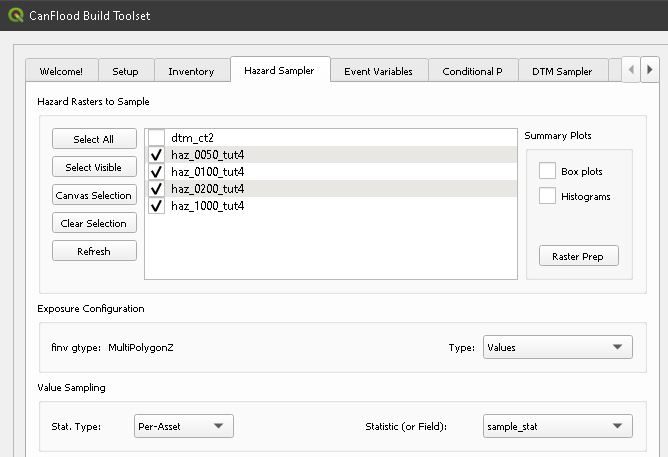 CanFlood Build Toolset
Welcome! Setup Inventory Hazard Sampler Event Variables Conditional P DTM Sampler
Hazard Rasters to Sample
Select All
Select Visible
Canvas Selection
Clear Selection
Refresh
dtm_ct2
haz_0050_tut4
haz_0100_tut4
haz_0200_tut4
haz_1000_tut4
Summary Plots
Box plots
Histograms
Raster Prep
Exposure Configuration
finv gtype: MultiPolygonZ Type: Values
Value Sampling
Stat. Type: Per-Asset Statistic (or Field): sample_stat